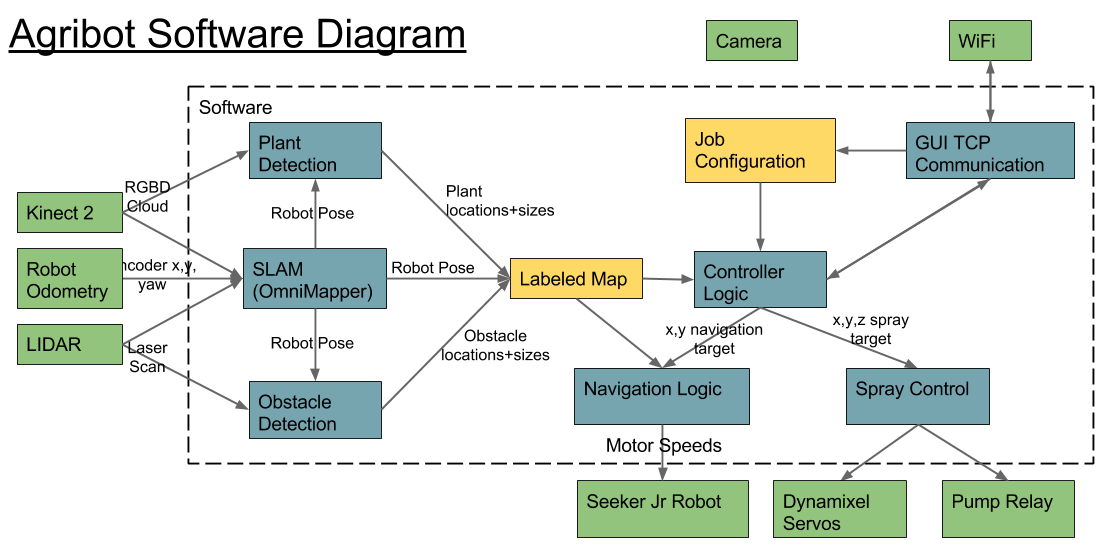 Agribot Software Diagram
Camera
WiFi
Software
Plant
Detection
Job
Configuration
GUI TCP
Communication
RGBD
Cloud
Plant
locations+sizes
Kinect 2
Robot Pose
Robot
Odometry
ncoder x,y,
yaw
SLAM
(OmniMapper)
Robot Pose
Labeled Map
Controller
Logic
LIDAR
Laser
Scan
Robot Pose
Obstacle
locations+sizes
x,y navigation
target
x,y,z spray
target
Obstacle
Detection
Navigation Logic
Spray Control
Motor Speeds
Seeker Jr Robot
Dynamixel
Servos
Pump Relay